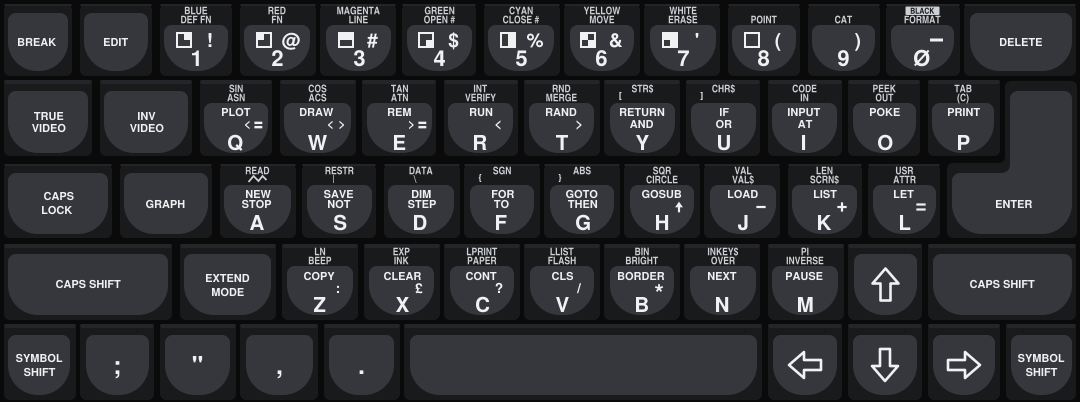 BREAK
EDIT
BLUE
DEF FN
!
1
RED
FN
@
2
MAGENTA
LINE
#
3
GREEN
OPEN #
$
4
CYAN
CLOSE #
%
5
YELLOW
MOVE
&
6
WHITE
ERASE
'
7
POINT
(
8
CAT
)
9
BLACK
FORMAT
_
Ø
DELETE
TRUE
VIDEO
INV
VIDEO
SIN
ASN
PLOT
<=
Q
COS
ACS
DRAW
<>
W
TAN
ATN
REM
>=
E
INT
VERIFY
RUN
<
R
RND
MERGE
RAND
>
T
[ STR$
RETURN
AND
Y
] CHR$
IF
OR
U
CODE
IN
INPUT
AT
I
PEEK
OUT
POKE
O
TAB
(C)
PRINT
P
CAPS
LOCK
GRAPH
READ
NEW
STOP
A
RESTR
|
SAVE
NOT
S
DATA
\
DIM
STEP
D
{ SGN
FOR
TO
F
} ABS
GOTO
THEN
G
SQR
CIRCLE
GOSUB
↑
H
VAL
VAL$
LOAD
−
J
LEN
SCRN$
LIST
+
K
USR
ATTR
LET
=
L
ENTER
CAPS SHIFT
EXTEND
MODE
LN
BEEP
COPY
:
Z
EXP
INK
CLEAR
£
X
LPRINT
PAPER
CONT
?
C
LLIST
FLASH
CLS
/
V
BIN
BRIGHT
BORDER
*
B
INKEY$
OVER
NEXT
N
PI
INVERSE
PAUSE
M
CAPS SHIFT
SYMBOL
SHIFT
;
"
,
.
SYMBOL
SHIFT